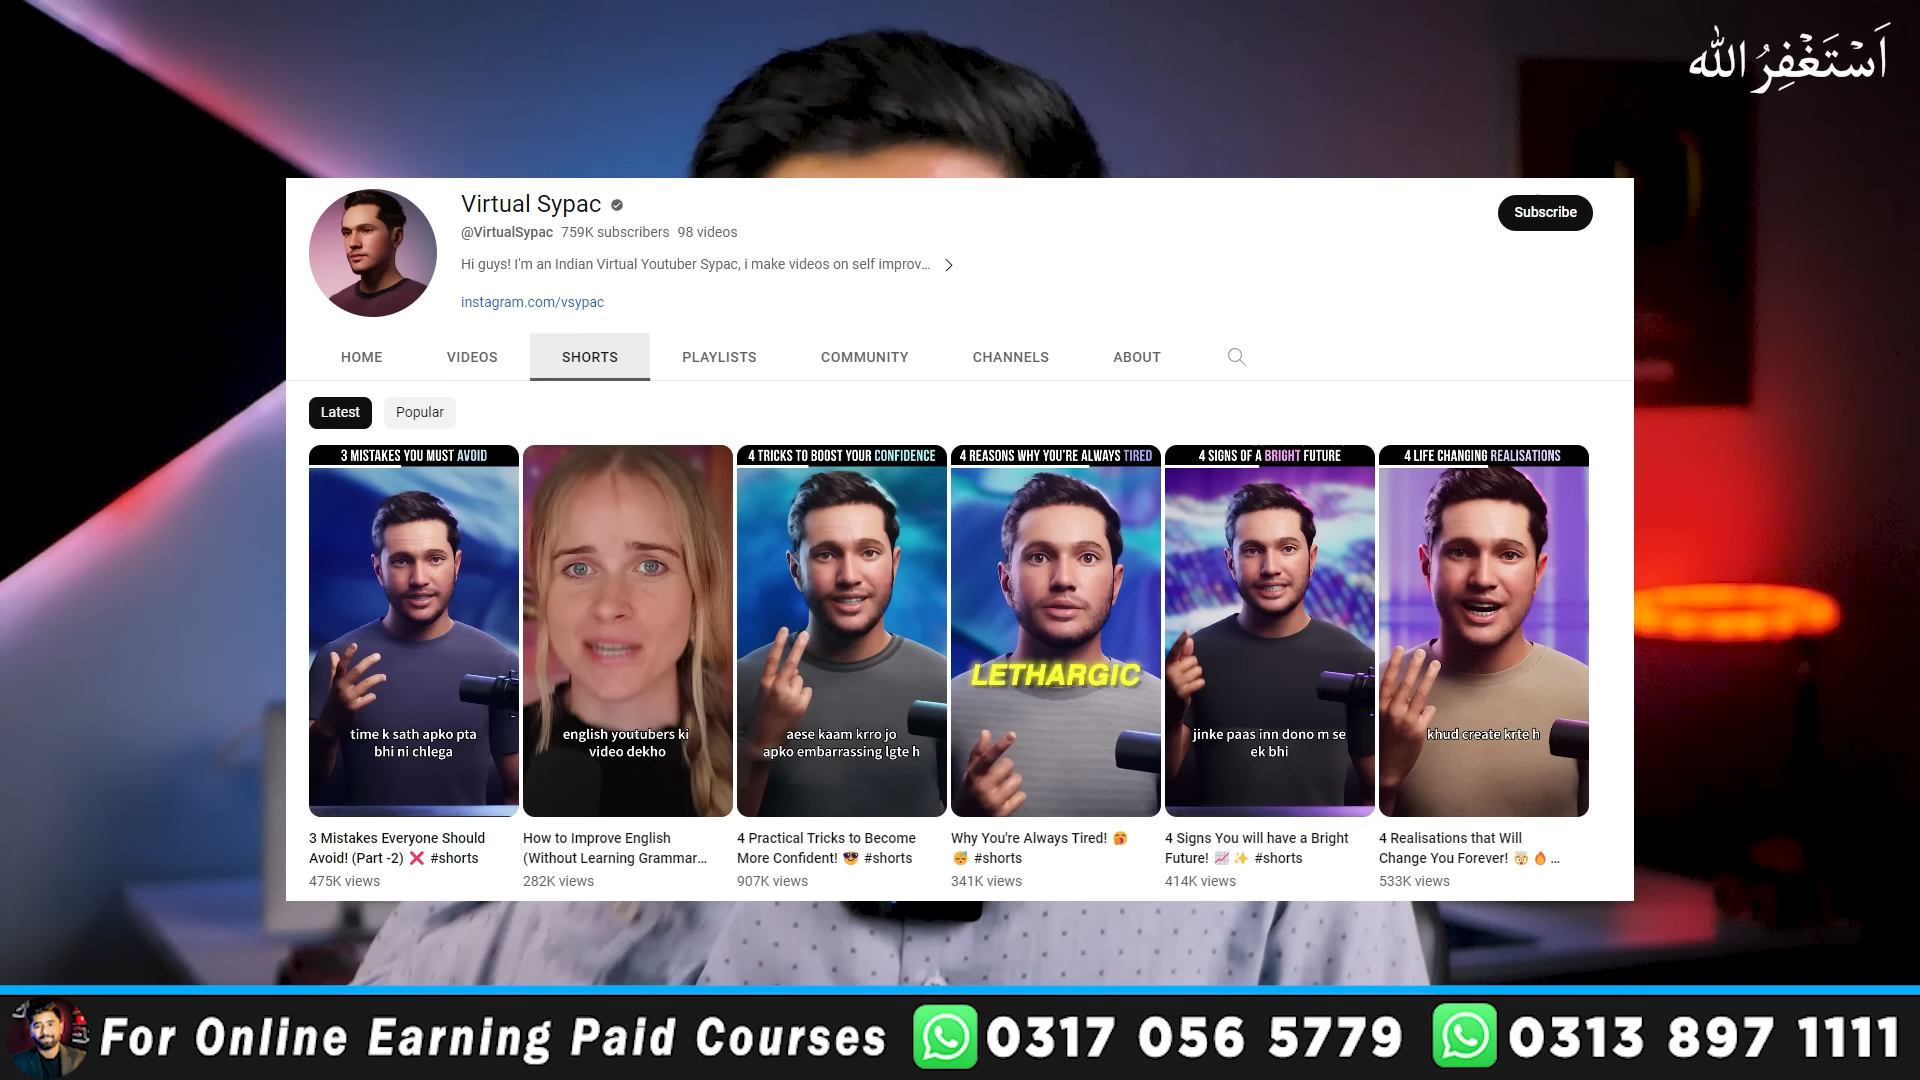 اَسْتَغْفِرُ اللّٰه
Virtual Sypac
@VirtualSypac 759K subscribers 98 videos
Hi guys! I'm an Indian Virtual Youtuber Sypac, i make videos on self improv...
instagram.com/vsypac
Subscribe
HOME VIDEOS SHORTS PLAYLISTS COMMUNITY CHANNELS ABOUT
Latest Popular
3 MISTAKES YOU MUST AVOID
time k sath apko pta
bhi ni chlega
3 Mistakes Everyone Should
Avoid! (Part -2) ❌ #shorts
475K views
english youtubers ki
video dekho
How to Improve English
(Without Learning Grammar...
282K views
4 TRICKS TO BOOST YOUR CONFIDENCE
aese kaam krro jo
apko embarrassing lgte h
4 Practical Tricks to Become
More Confident! 😎 #shorts
907K views
4 REASONS WHY YOU'RE ALWAYS TIRED
LETHARGIC
Why You're Always Tired! 🥱
😴 #shorts
341K views
4 SIGNS OF A BRIGHT FUTURE
jinke paas inn dono m se
ek bhi
4 Signs You will have a Bright
Future! 📈 ✨ #shorts
414K views
4 LIFE CHANGING REALISATIONS
khud create krte h
4 Realisations that Will
Change You Forever! 🤯 🔥 ...
533K views
For Online Earning Paid Courses 0317 056 5779 0313 897 1111